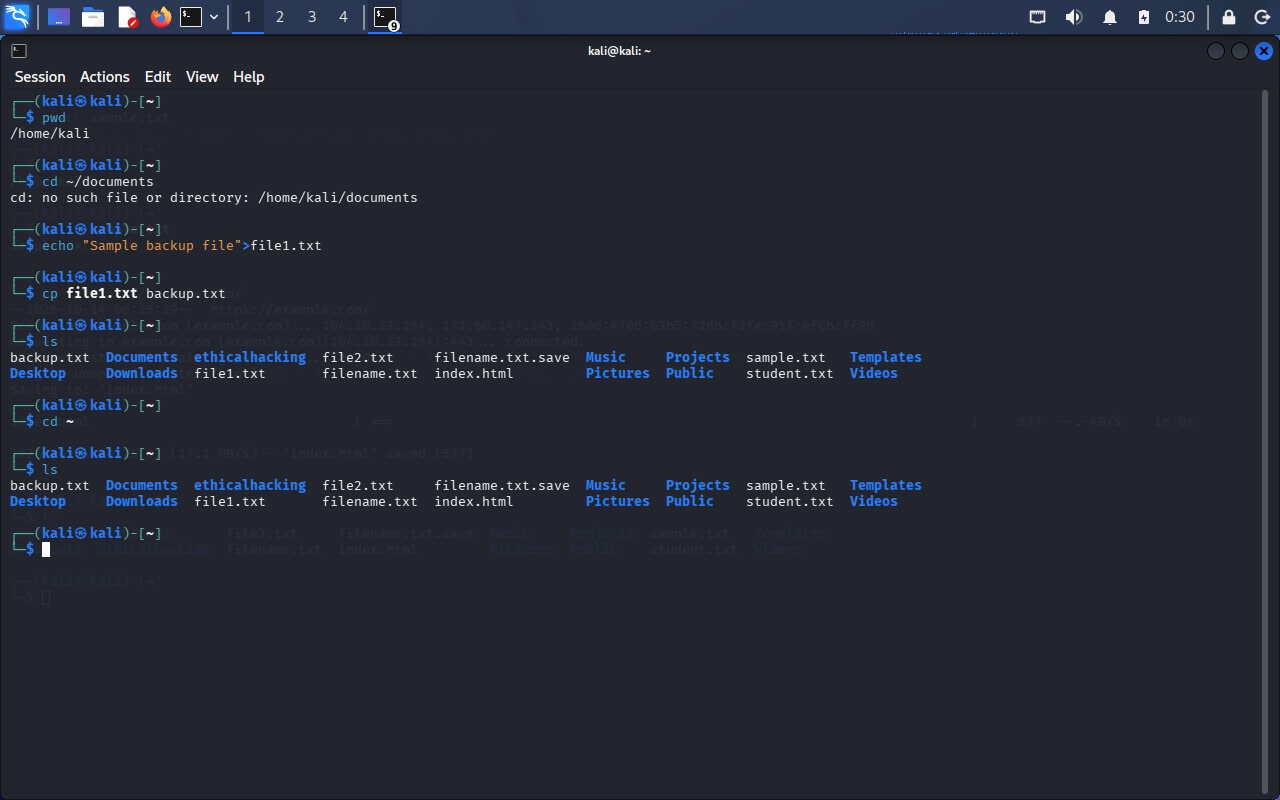 1 2 3 4 9 0:30
kali@kali: ~
Session Actions Edit View Help
┌──(kali㉿kali)-[~]
└─$ pwd
/home/kali
┌──(kali㉿kali)-[~]
└─$ cd ~/documents
cd: no such file or directory: /home/kali/documents
┌──(kali㉿kali)-[~]
└─$ echo "Sample backup file">file1.txt
┌──(kali㉿kali)-[~]
└─$ cp file1.txt backup.txt
┌──(kali㉿kali)-[~]
└─$ ls
backup.txt Documents ethicalhacking file2.txt filename.txt.save Music Projects sample.txt Templates
Desktop Downloads file1.txt filename.txt index.html Pictures Public student.txt Videos
┌──(kali㉿kali)-[~]
└─$ cd ~
┌──(kali㉿kali)-[~]
└─$ ls
backup.txt Documents ethicalhacking file2.txt filename.txt.save Music Projects sample.txt Templates
Desktop Downloads file1.txt filename.txt index.html Pictures Public student.txt Videos
┌──(kali㉿kali)-[~]
└─$